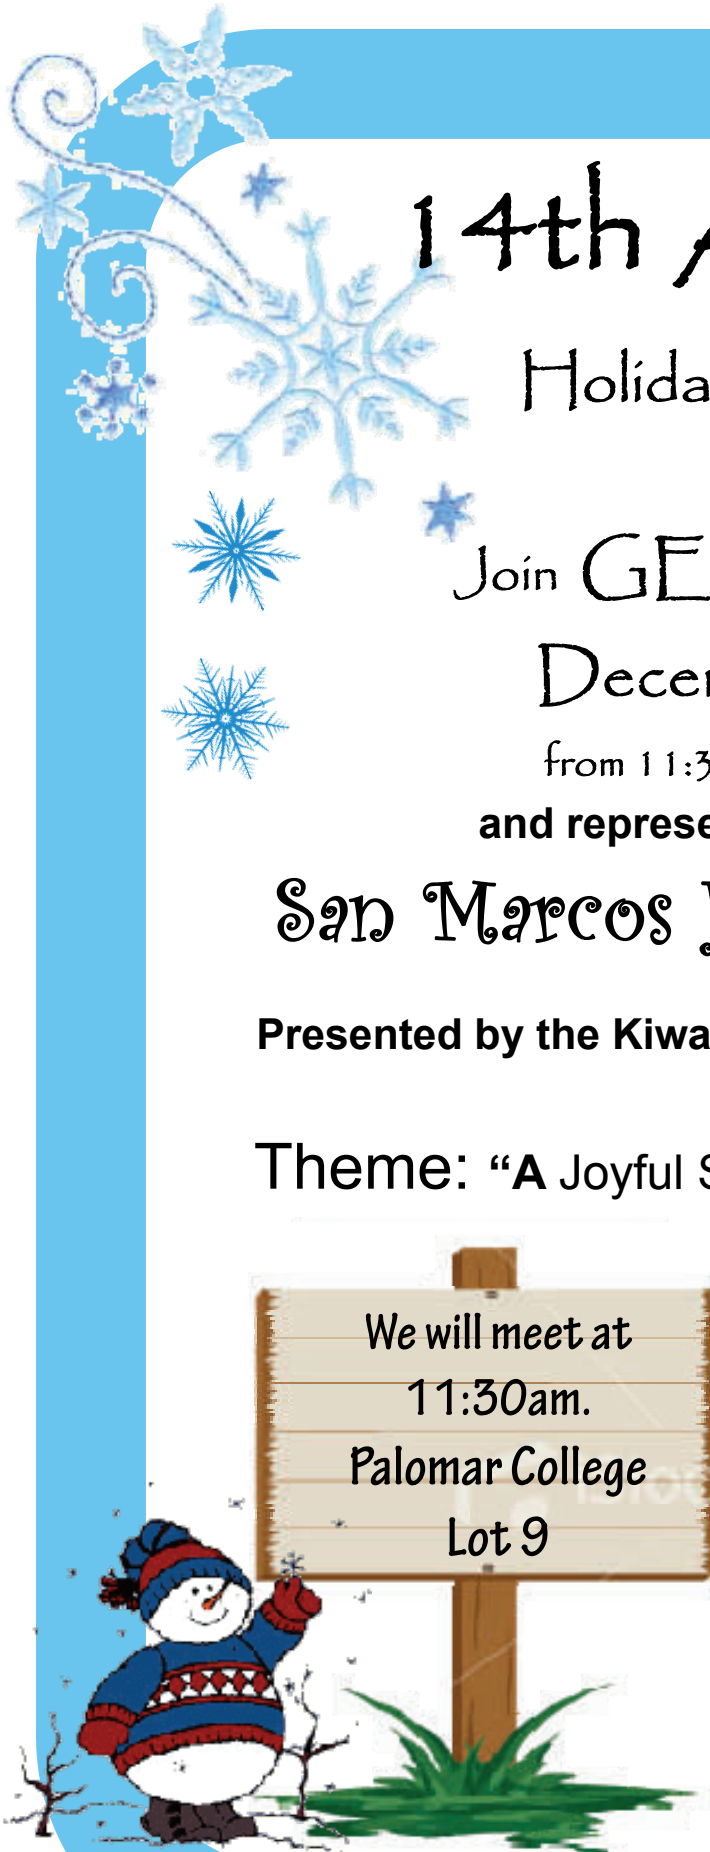 14th A
Holida
Join GE
Decem
from 11:3
and represe
San Marcos
Presented by the Kiwa
Theme: “A Joyful S
We will meet at
11:30am.
Palomar College
Lot 9